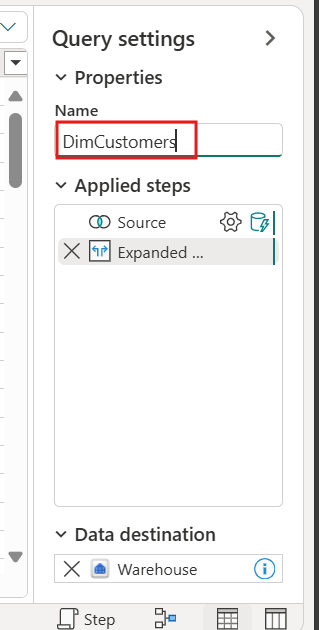 Query settings
Properties
Name
DimCustomers
Applied steps
Source
Expanded ...
Data destination
Warehouse
Step